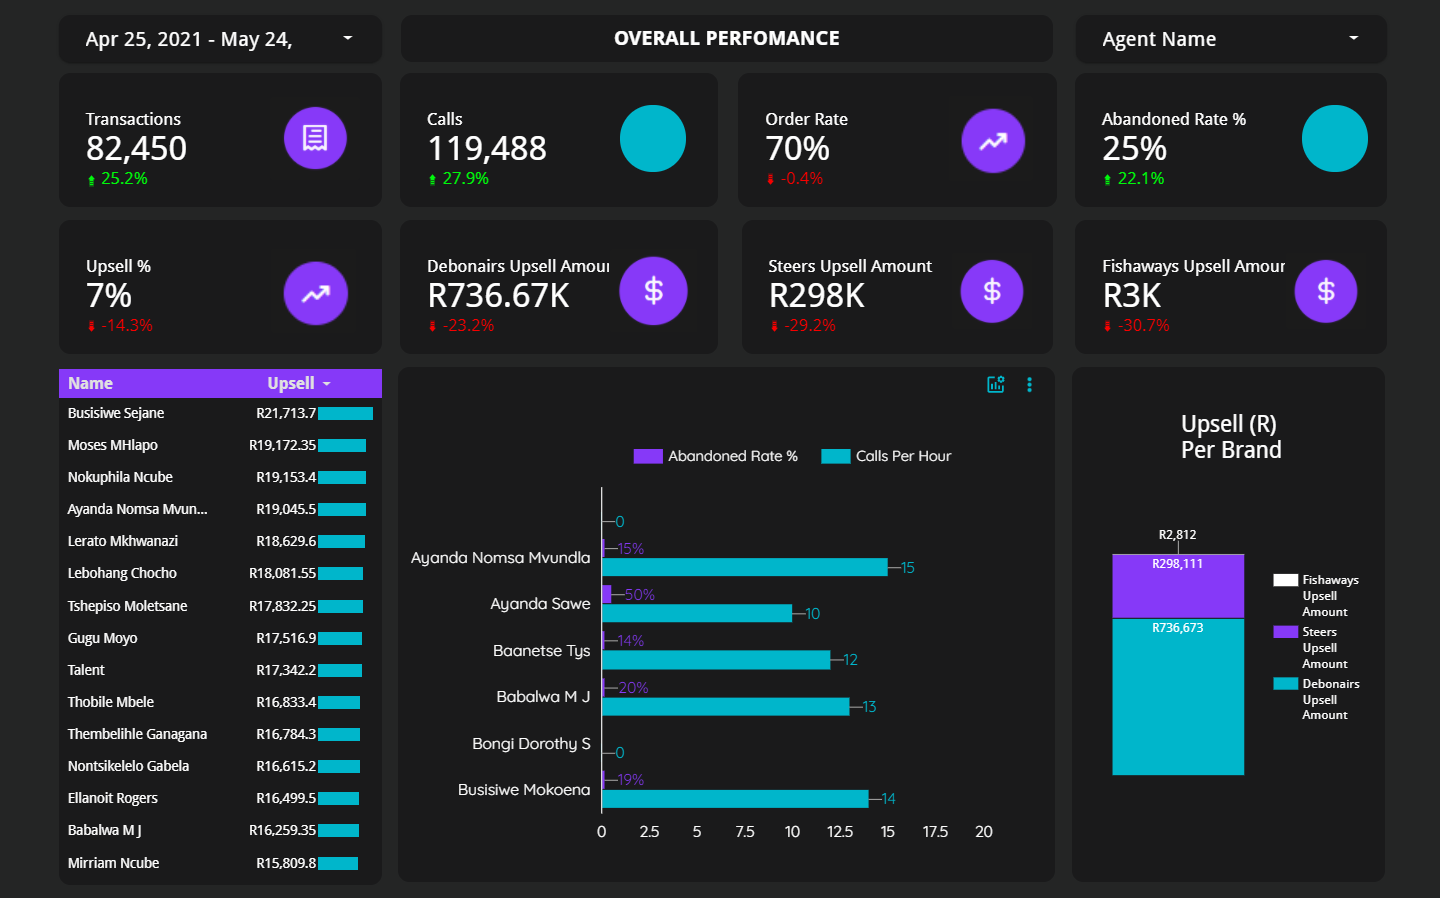 Apr 25, 2021 - May 24,
OVERALL PERFOMANCE
Agent Name
Transactions
82,450
25.2%
Calls
119,488
27.9%
Order Rate
70%
-0.4%
Abandoned Rate %
25%
22.1%
Upsell %
7%
-14.3%
Debonairs Upsell Amour
R736.67K
-23.2%
Steers Upsell Amount
R298K
-29.2%
Fishaways Upsell Amour
R3K
-30.7%
Name Upsell
Busisiwe Sejane R21,713.7
Moses MHlapo R19,172.35
Nokuphila Ncube R19,153.4
Ayanda Nomsa Mvun... R19,045.5
Lerato Mkhwanazi R18,629.6
Lebohang Chocho R18,081.55
Tshepiso Moletsane R17,832.25
Gugu Moyo R17,516.9
Talent R17,342.2
Thobile Mbele R16,833.4
Thembelihle Ganagana R16,784.3
Nontsikelelo Gabela R16,615.2
Ellanoit Rogers R16,499.5
Babalwa M J R16,259.35
Mirriam Ncube R15,809.8
Abandoned Rate % Calls Per Hour
0
Ayanda Nomsa Mvundla 15% 15
Ayanda Sawe 50% 10
Baanetse Tys 14% 12
Babalwa M J 20% 13
Bongi Dorothy S 0
Busisiwe Mokoena 19% 14
0 2.5 5 7.5 10 12.5 15 17.5 20
Upsell (R)
Per Brand
R2,812
R298,111
R736,673
Fishaways
Upsell
Amount
Steers
Upsell
Amount
Debonairs
Upsell
Amount